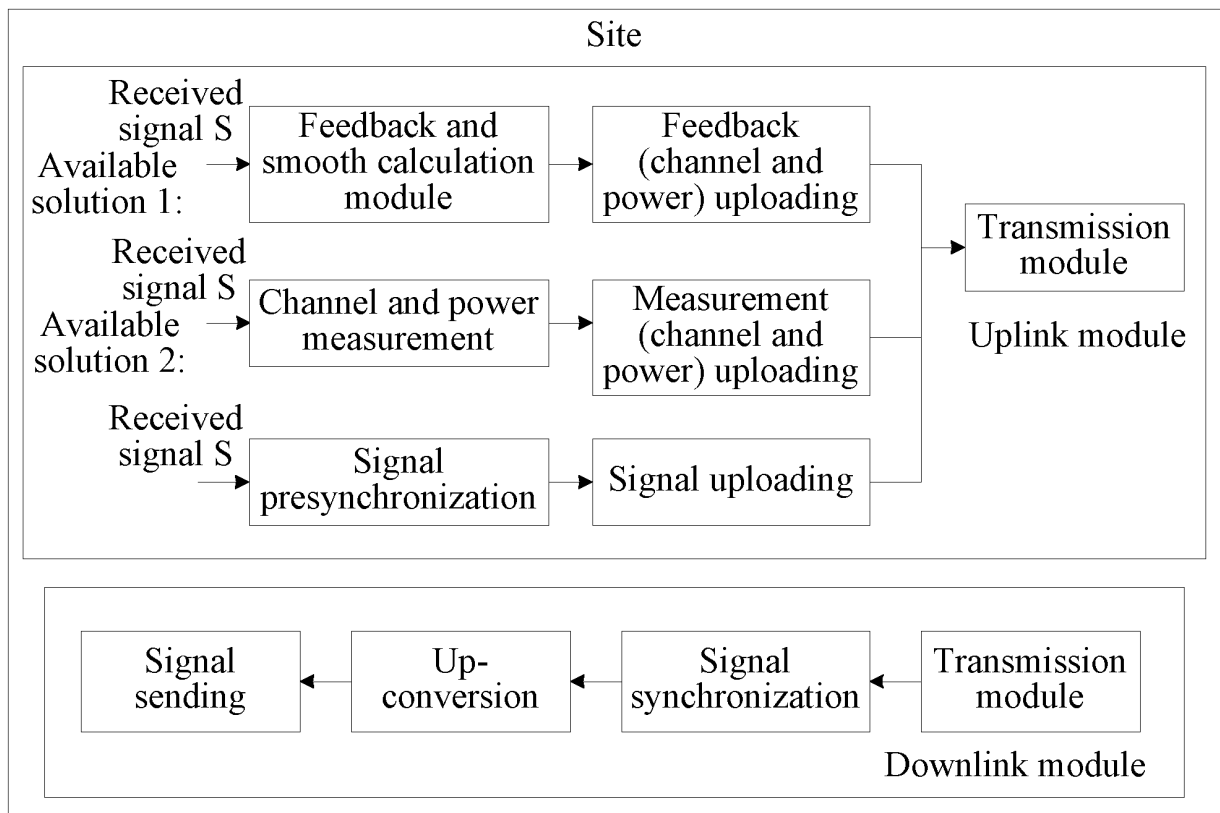 Site
Received
signal S
Available
solution 1:
Feedback and
smooth calculation
module
Feedback
(channel and
power) uploading
Transmission
module
Received
signal S
Available
solution 2:
Channel and power
measurement
Measurement
(channel and
power) uploading
Uplink module
Received
signal S
Signal
presynchronization
Signal uploading
Signal
sending
Up-
conversion
Signal
synchronization
Transmission
module
Downlink module